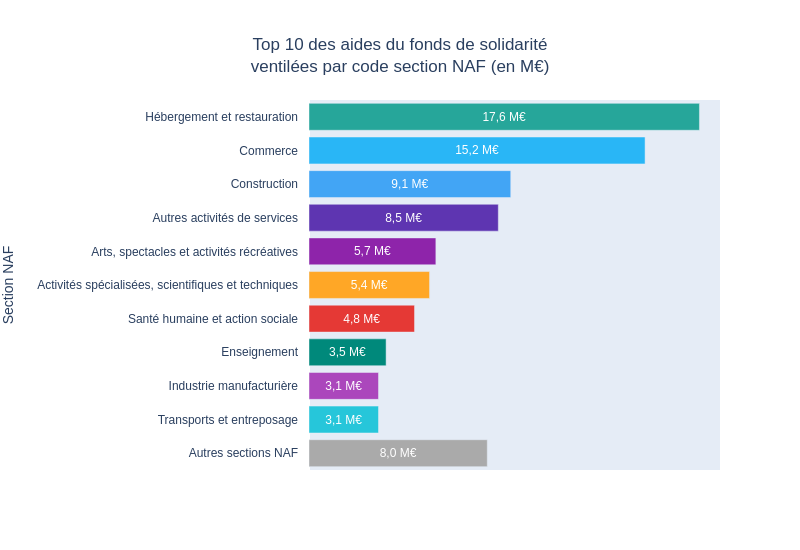 Top 10 des aides du fonds de solidarité
ventilées par code section NAF (en M€)
Section NAF
Hébergement et restauration 17,6 M€
Commerce 15,2 M€
Construction 9,1 M€
Autres activités de services 8,5 M€
Arts, spectacles et activités récréatives 5,7 M€
Activités spécialisées, scientifiques et techniques 5,4 M€
Santé humaine et action sociale 4,8 M€
Enseignement 3,5 M€
Industrie manufacturière 3,1 M€
Transports et entreposage 3,1 M€
Autres sections NAF 8,0 M€